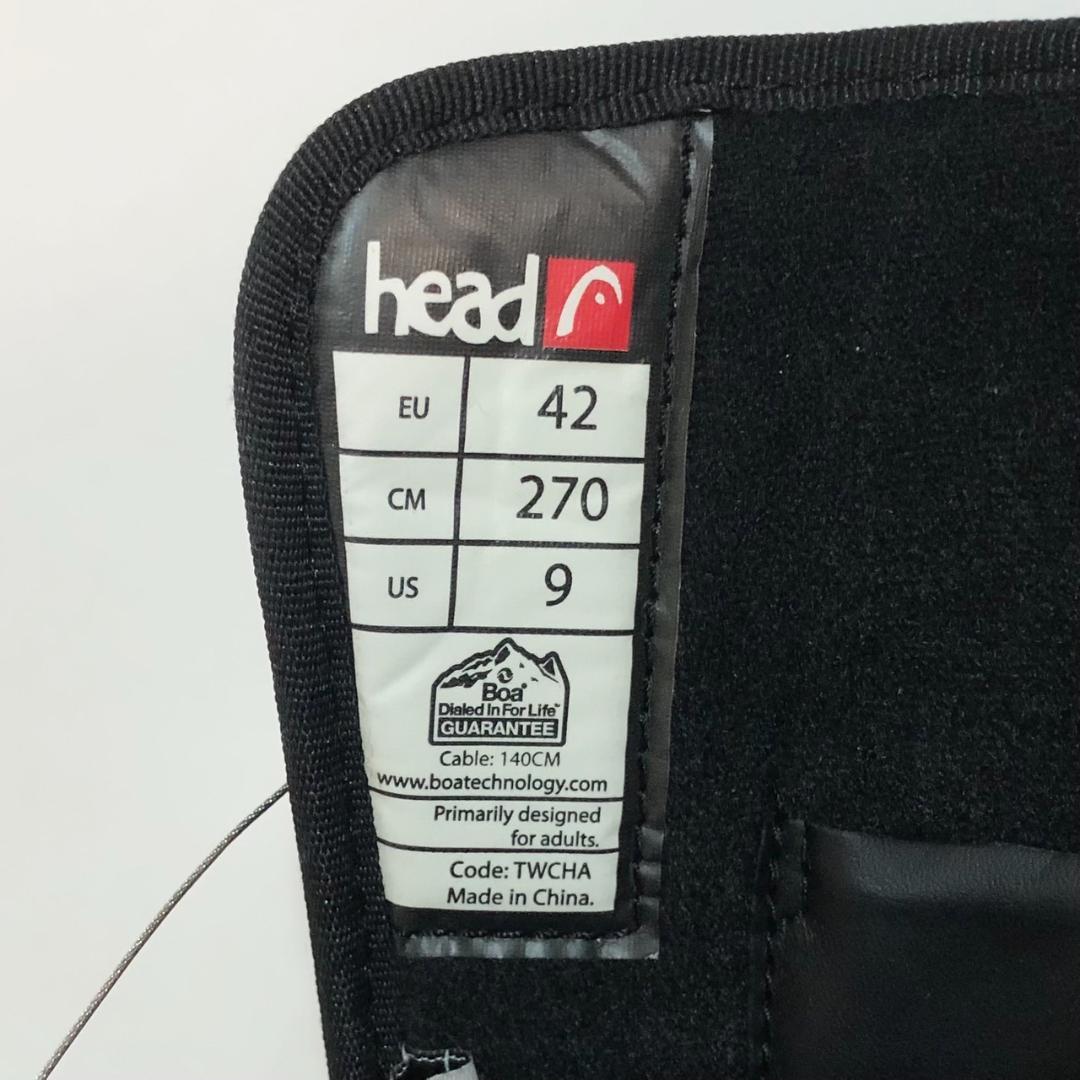 head
EU 42
CM 270
US 9
Boa®
Dialed In For Life™
GUARANTEE
Cable: 140CM
www.boatechnology.com
Primarily designed
for adults.
Code: TWCHA
Made in China.